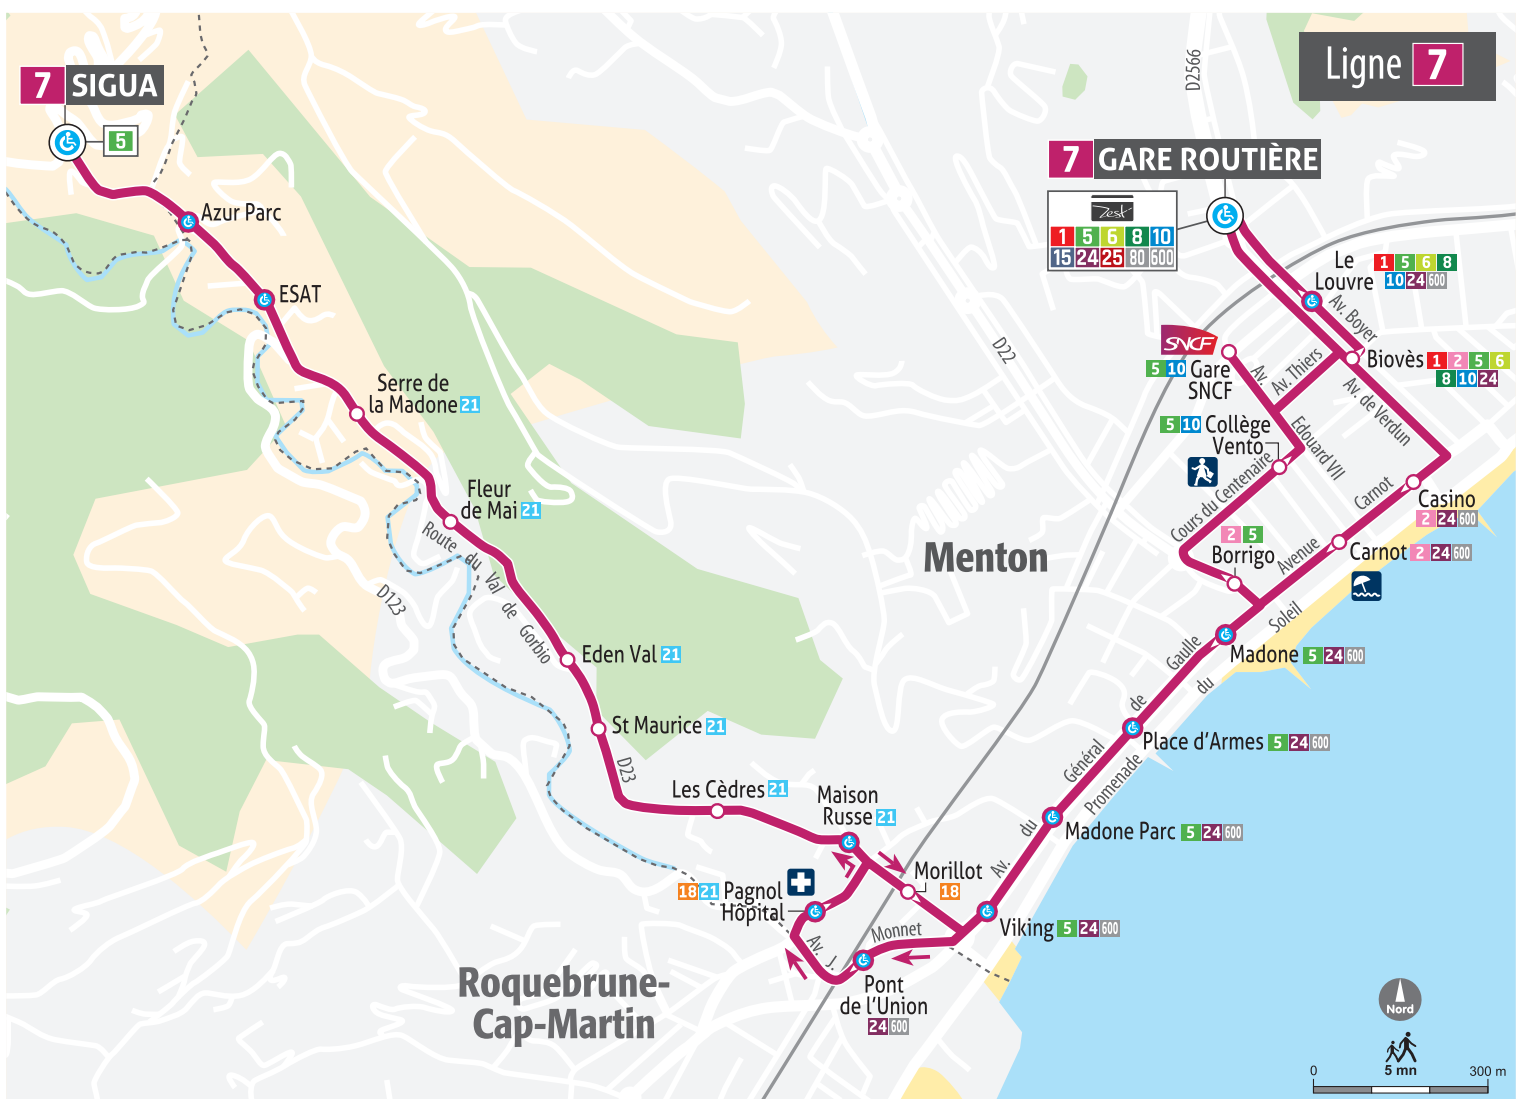 Ligne 7
7 SIGUA
5
Azur Parc
ESAT
Serre de
la Madone 21
Fleur
de Mai 21
Route du Val de Gorbio
D123
Eden Val 21
St Maurice 21
D23
Les Cèdres 21
Maison
Russe 21
Morillot
18
18 21 Pagnol
Hôpital
Av. J. Monnet
Pont
de l'Union
24 600
Viking 5 24 600
Madone Parc 5 24 600
Place d'Armes 5 24 600
Madone 5 24 600
Av. du Général de Gaulle
Promenade du Soleil
2 5
Borrigo
Avenue Carnot
Carnot 2 24 600
Casino
2 24 600
Cours du Centenaire
5 10 Collège
Vento
SNCF
5 10 Gare
SNCF
Av. Edouard VII
Av. Thiers
Av. de Verdun
Av. Boyer
Biovès 1 2 5 6
8 10 24
Le
Louvre
1 5 6 8
10 24 600
7 GARE ROUTIÈRE
Zest
1 5 6 8 10
15 24 25 80 600
D2566
D22
Menton
Roquebrune-
Cap-Martin
Nord
5 mn
0 300 m